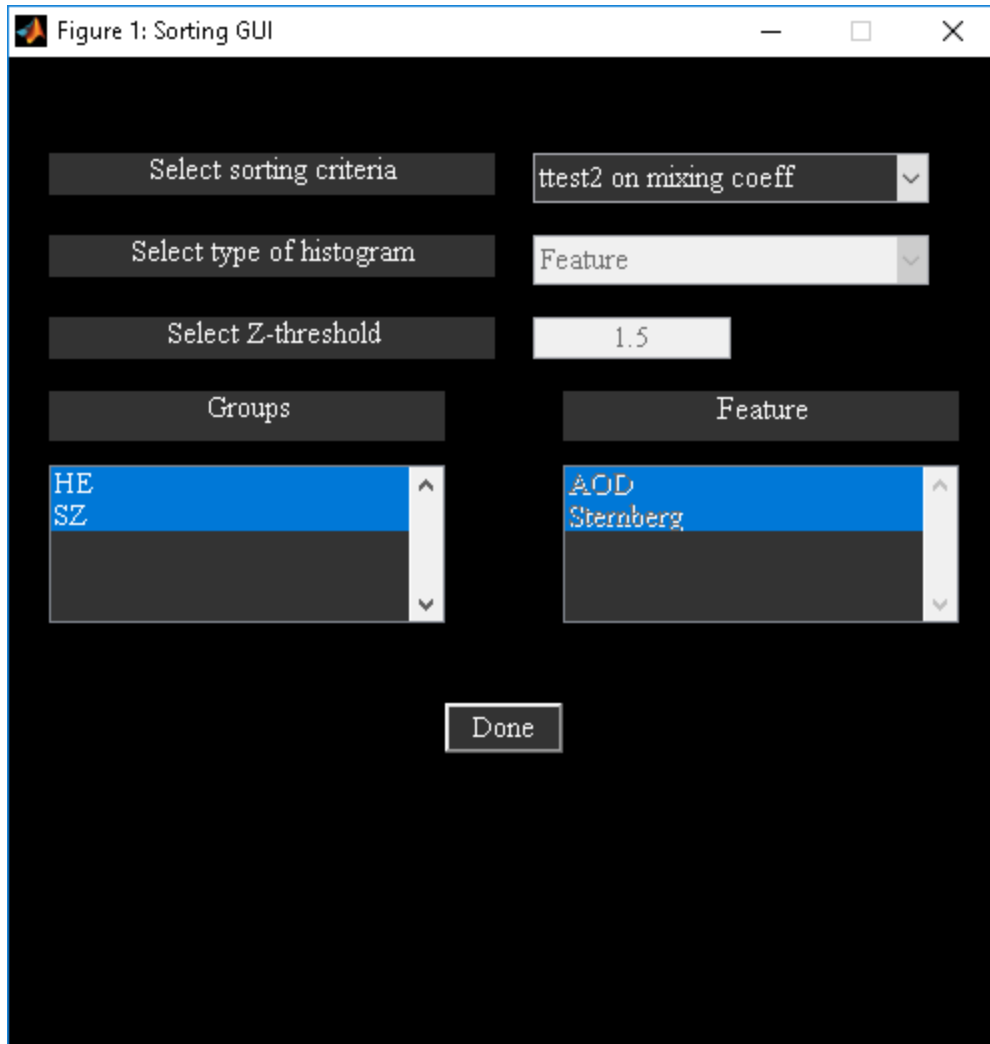 Figure 1: Sorting GUI
Select sorting criteria
ttest2 on mixing coeff
Select type of histogram
Feature
Select Z-threshold
1.5
Groups
Feature
HE
SZ
AOD
Sternberg
Done